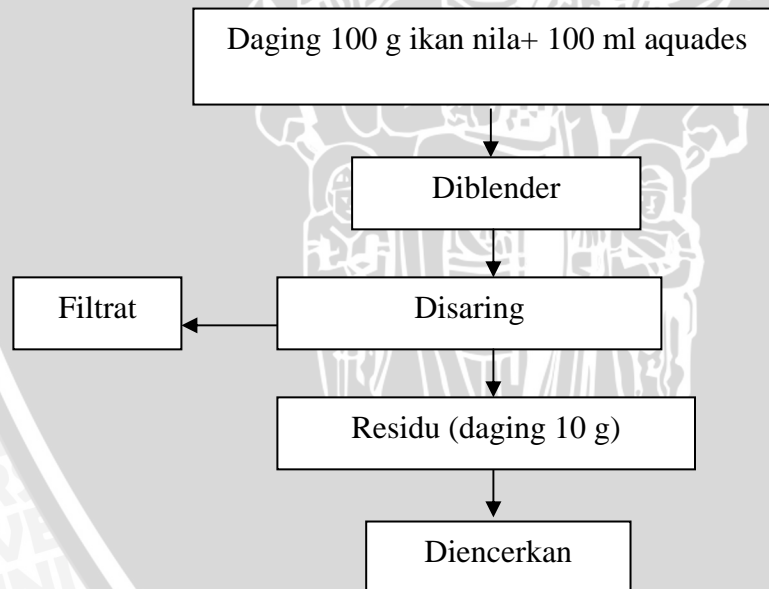 Daging 100 g ikan nila+ 100 ml aquades
Diblender
Filtrat
Disaring
Residu (daging 10 g)
Diencerkan